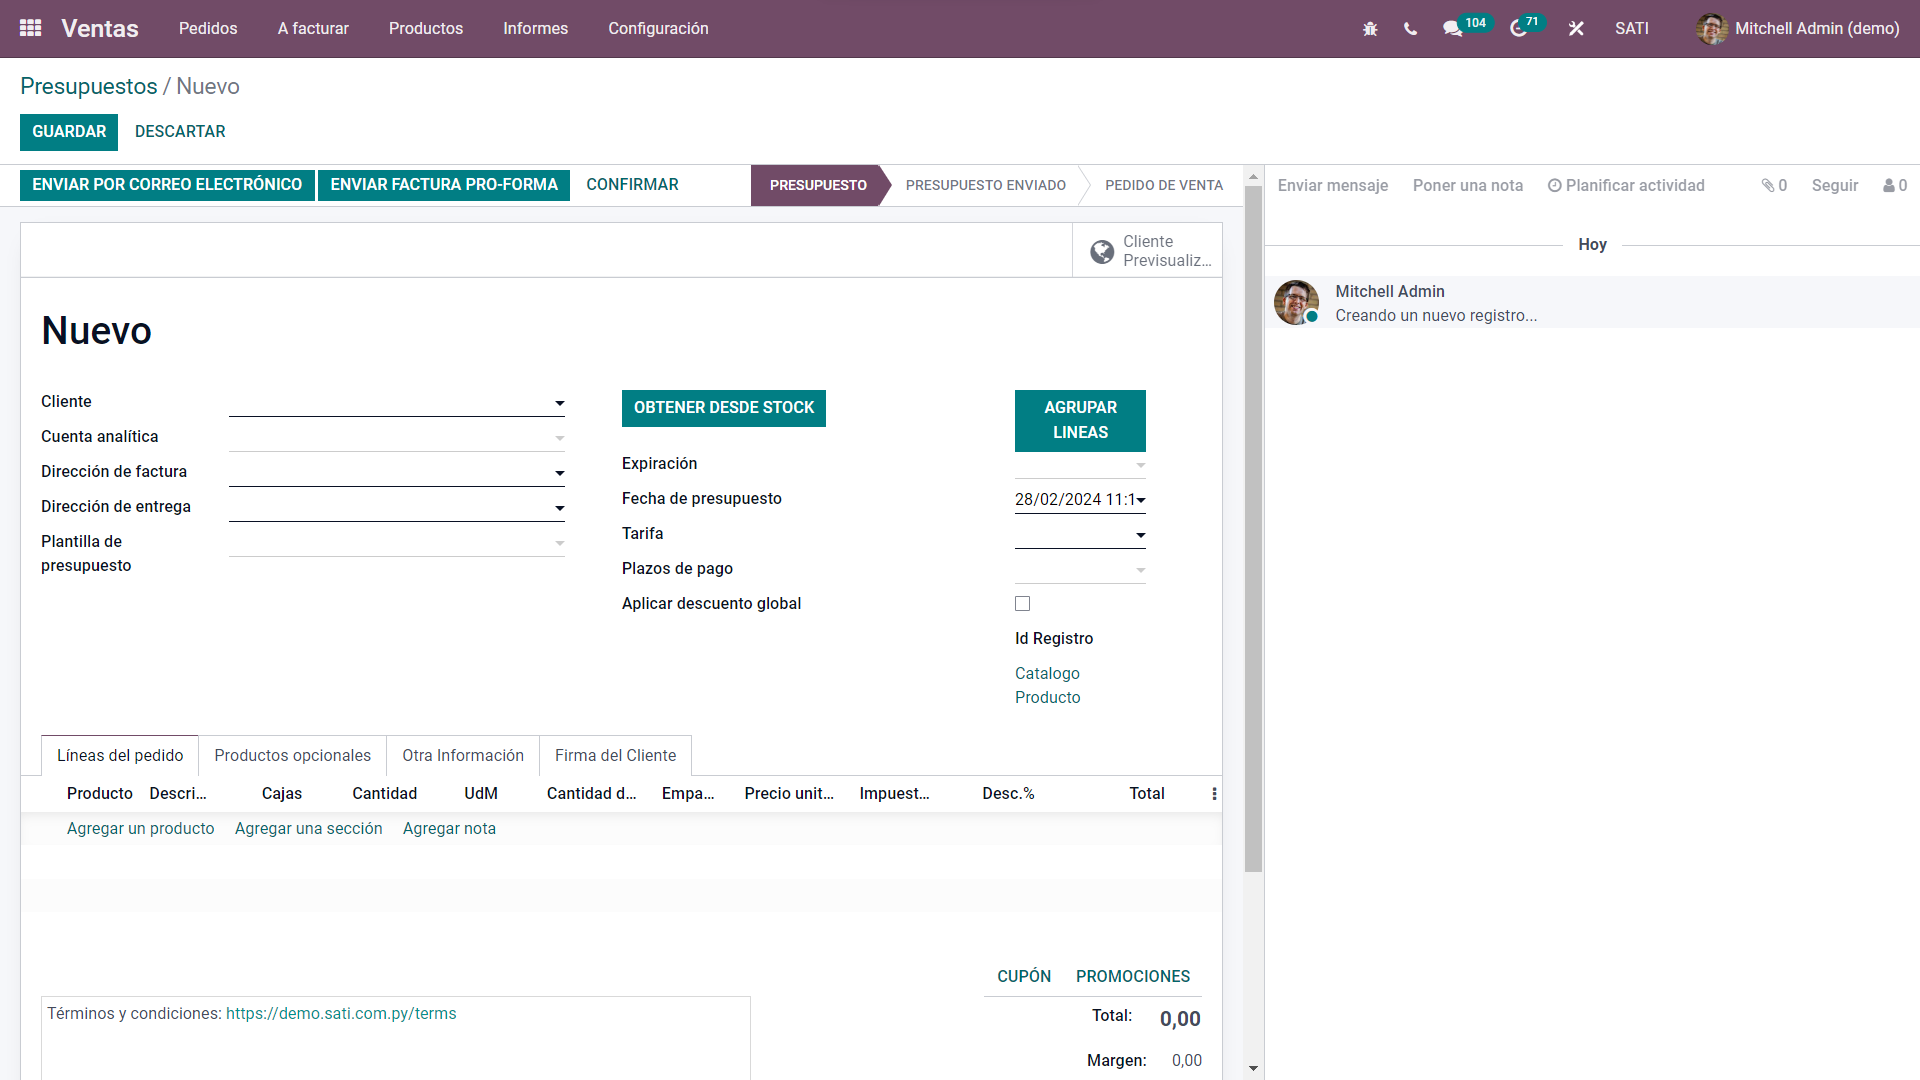 Ventas Pedidos A facturar Productos Informes Configuración 104 71 SATI Mitchell Admin (demo)
Presupuestos / Nuevo
GUARDAR DESCARTAR
ENVIAR POR CORREO ELECTRÓNICO ENVIAR FACTURA PRO-FORMA CONFIRMAR PRESUPUESTO PRESUPUESTO ENVIADO PEDIDO DE VENTA
Enviar mensaje Poner una nota Planificar actividad 0 Seguir 0
Cliente
Previsualiz...
Hoy
Mitchell Admin
Creando un nuevo registro...
Nuevo
Cliente
Cuenta analítica
Dirección de factura
Dirección de entrega
Plantilla de
presupuesto
OBTENER DESDE STOCK
AGRUPAR
LINEAS
Expiración
Fecha de presupuesto 28/02/2024 11:1
Tarifa
Plazos de pago
Aplicar descuento global
Id Registro
Catalogo
Producto
Líneas del pedido Productos opcionales Otra Información Firma del Cliente
Producto Descri... Cajas Cantidad UdM Cantidad d... Empa... Precio unit... Impuest... Desc.% Total
Agregar un producto Agregar una sección Agregar nota
CUPÓN PROMOCIONES
Términos y condiciones: https://demo.sati.com.py/terms
Total: 0,00
Margen: 0,00